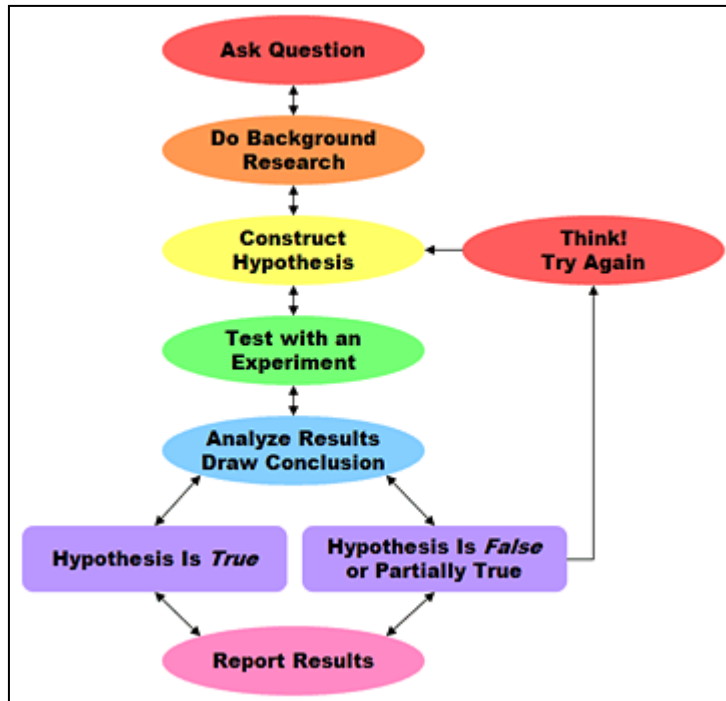 Ask Question
Do Background
Research
Construct
Hypothesis
Think!
Try Again
Test with an
Experiment
Analyze Results
Draw Conclusion
Hypothesis Is True
Hypothesis Is False
or Partially True
Report Results